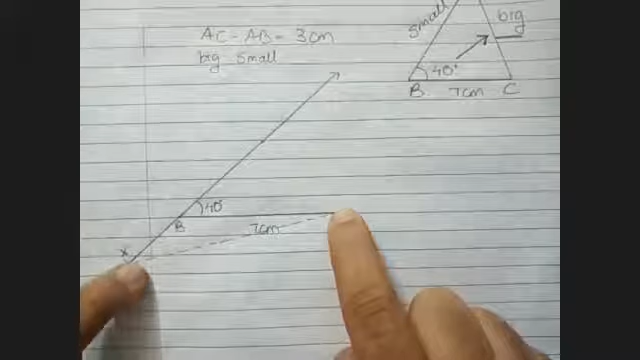 AC - AB = 3cm
big small
small
big
40°
B 7cm C
40°
B
7cm
X